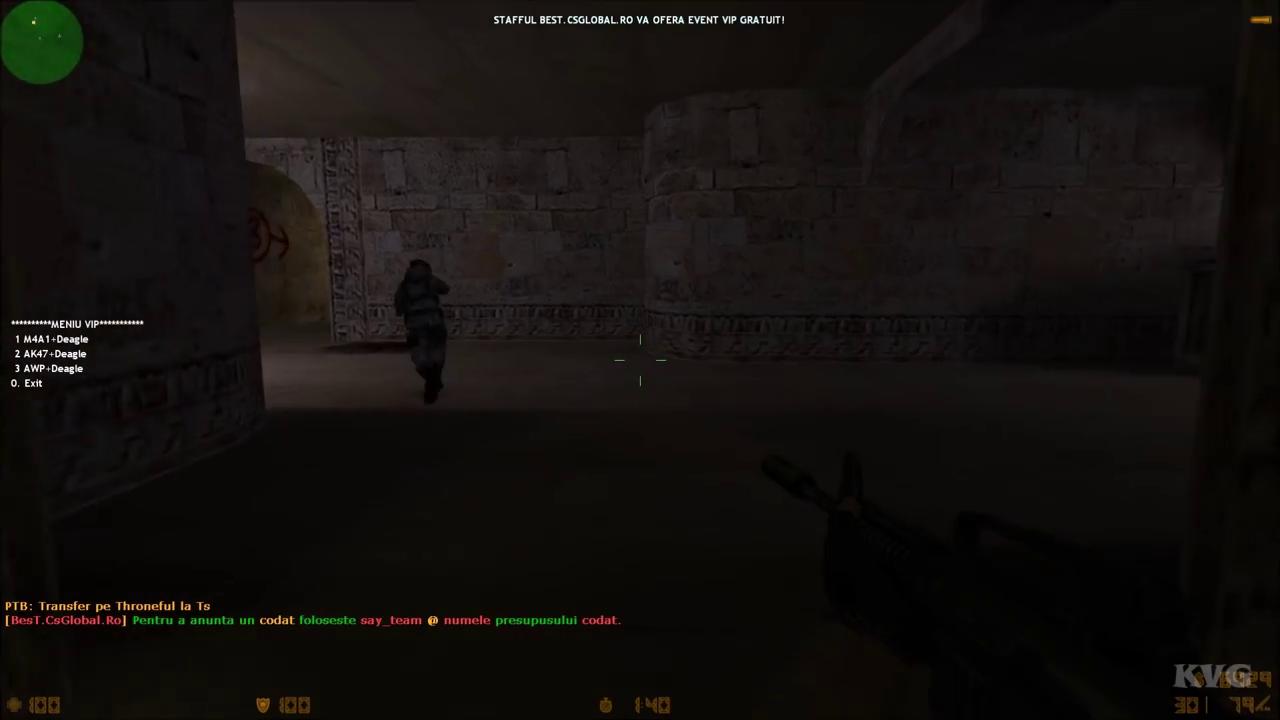 STAFFUL BEST.CSGLOBAL.RO VA OFERA EVENT VIP GRATUIT!
**********MENIU VIP***********
1 M4A1+Deagle
2 AK47+Deagle
3 AWP+Deagle
0. Exit
PTB: Transfer pe Throneful la Ts
[BesT.CsGlobal.Ro] Pentru a anunta un codat foloseste say_team @ numele presupusului codat.
KVG
100 100 1:40 30